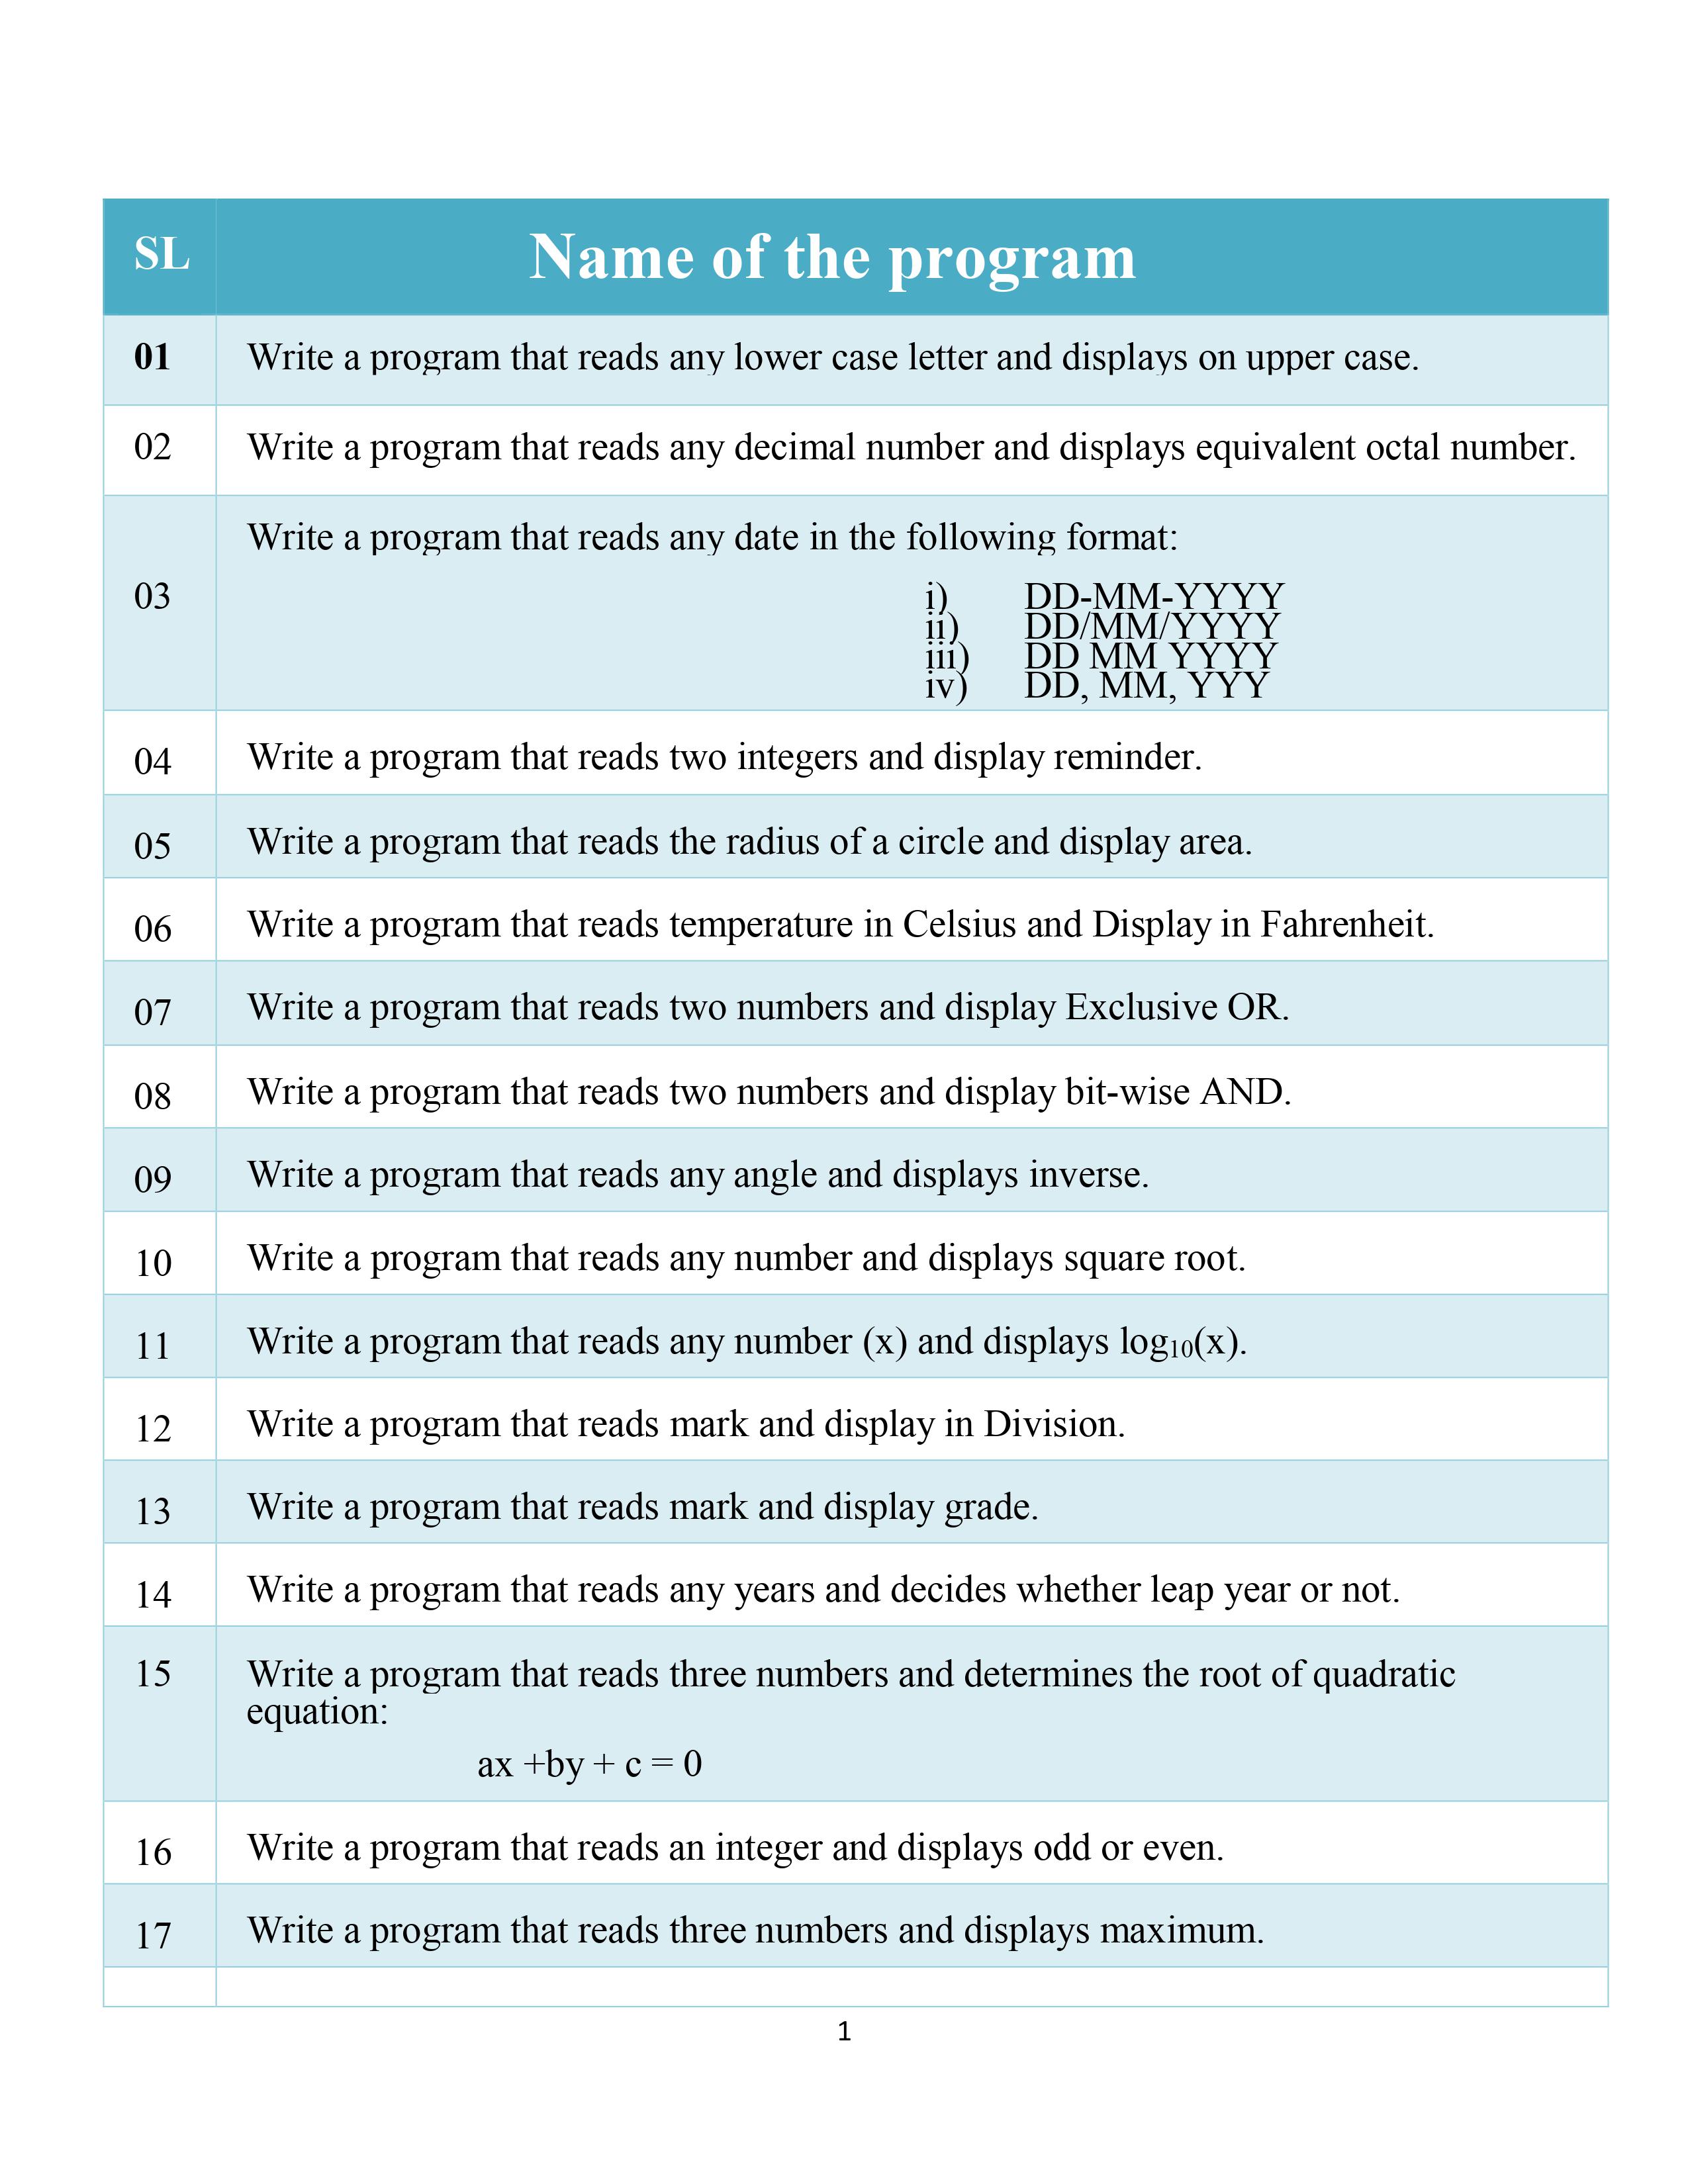 SL Name of the program
01 Write a program that reads any lower case letter and displays on upper case.
02 Write a program that reads any decimal number and displays equivalent octal number.
Write a program that reads any date in the following format:
03 i) DD-MM-YYYY
ii) DD/MM/YYYY
iii) DD MM YYYY
iv) DD, MM, YYY
04 Write a program that reads two integers and display reminder.
05 Write a program that reads the radius of a circle and display area.
06 Write a program that reads temperature in Celsius and Display in Fahrenheit.
07 Write a program that reads two numbers and display Exclusive OR.
08 Write a program that reads two numbers and display bit-wise AND.
09 Write a program that reads any angle and displays inverse.
10 Write a program that reads any number and displays square root.
11 Write a program that reads any number (x) and displays log₁₀(x).
12 Write a program that reads mark and display in Division.
13 Write a program that reads mark and display grade.
14 Write a program that reads any years and decides whether leap year or not.
15 Write a program that reads three numbers and determines the root of quadratic
equation:
ax +by + c = 0
16 Write a program that reads an integer and displays odd or even.
17 Write a program that reads three numbers and displays maximum.
1